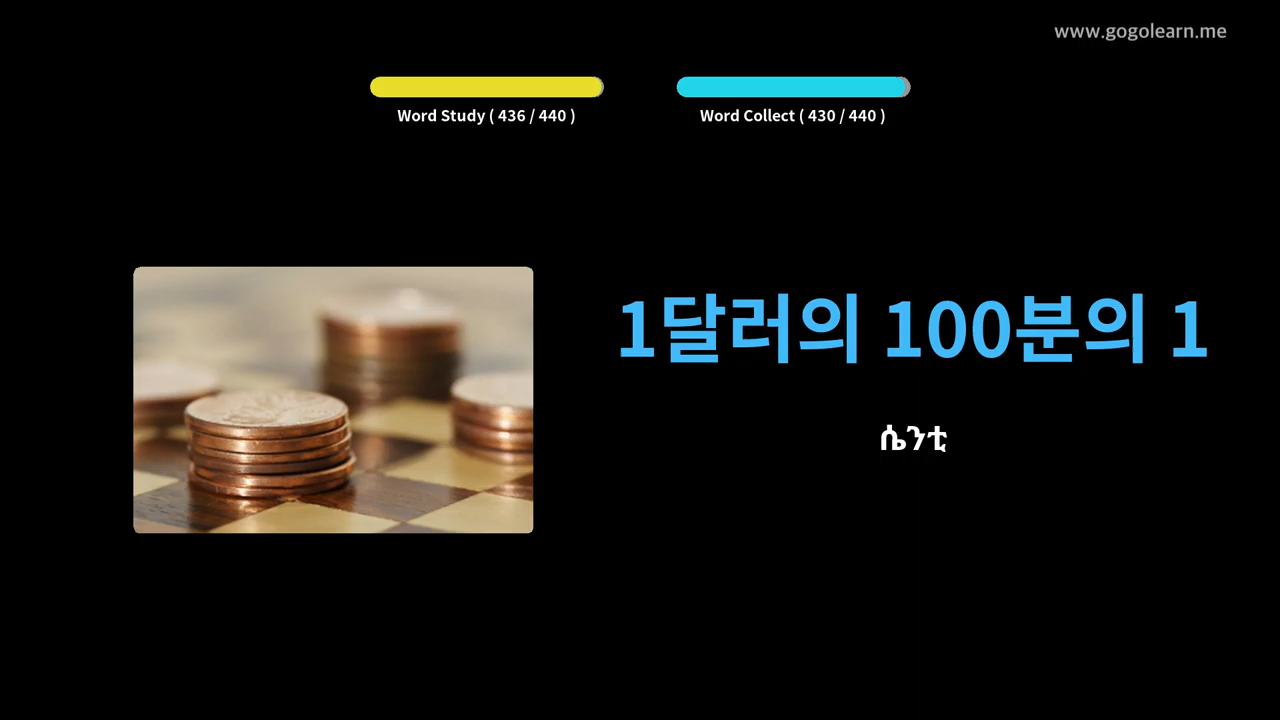 www.gogolearn.me
Word Study ( 436 / 440 )
Word Collect ( 430 / 440 )
1달러의 100분의 1
ሴንቲ